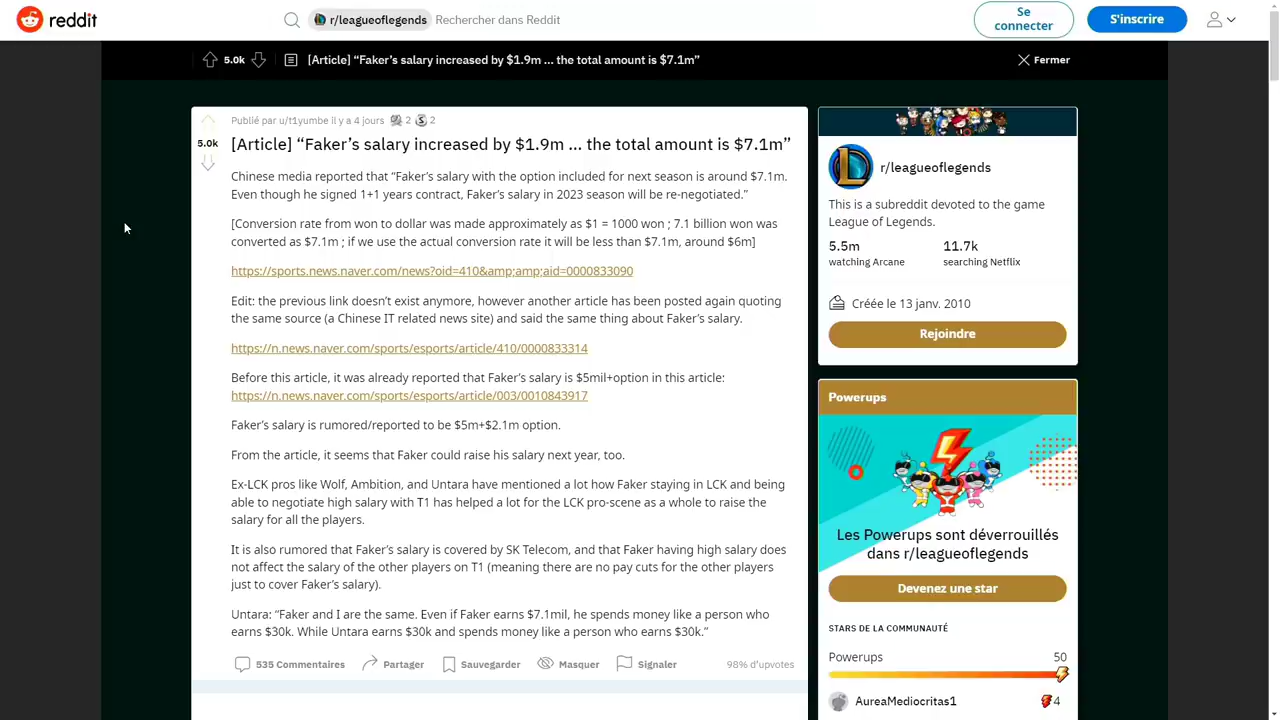 reddit
r/leagueoflegends
Rechercher dans Reddit
Se connecter
S'inscrire
5.0k
[Article] “Faker’s salary increased by $1.9m ... the total amount is $7.1m”
Fermer
Publié par u/t1yumbe il y a 4 jours 2 2
5.0k
[Article] “Faker’s salary increased by $1.9m ... the total amount is $7.1m”
Chinese media reported that “Faker’s salary with the option included for next season is around $7.1m.
Even though he signed 1+1 years contract, Faker’s salary in 2023 season will be re-negotiated.”
[Conversion rate from won to dollar was made approximately as $1 = 1000 won ; 7.1 billion won was
converted as $7.1m ; if we use the actual conversion rate it will be less than $7.1m, around $6m]
https://sports.news.naver.com/news?oid=410&amp;amp;aid=0000833090
Edit: the previous link doesn’t exist anymore, however another article has been posted again quoting
the same source (a Chinese IT related news site) and said the same thing about Faker’s salary.
https://n.news.naver.com/sports/esports/article/410/0000833314
Before this article, it was already reported that Faker’s salary is $5mil+option in this article:
https://n.news.naver.com/sports/esports/article/003/0010843917
Faker’s salary is rumored/reported to be $5m+$2.1m option.
From the article, it seems that Faker could raise his salary next year, too.
Ex-LCK pros like Wolf, Ambition, and Untara have mentioned a lot how Faker staying in LCK and being
able to negotiate high salary with T1 has helped a lot for the LCK pro-scene as a whole to raise the
salary for all the players.
It is also rumored that Faker’s salary is covered by SK Telecom, and that Faker having high salary does
not affect the salary of the other players on T1 (meaning there are no pay cuts for the other players
just to cover Faker’s salary).
Untara: “Faker and I are the same. Even if Faker earns $7.1mil, he spends money like a person who
earns $30k. While Untara earns $30k and spends money like a person who earns $30k.”
535 Commentaires
Partager
Sauvegarder
Masquer
Signaler
98% d'upvotes
r/leagueoflegends
This is a subreddit devoted to the game
League of Legends.
5.5m
11.7k
watching Arcane
searching Netflix
Créée le 13 janv. 2010
Rejoindre
Powerups
Les Powerups sont déverrouillés
dans r/leagueoflegends
Devenez une star
STARS DE LA COMMUNAUTÉ
Powerups
50
AureaMediocritas1
4